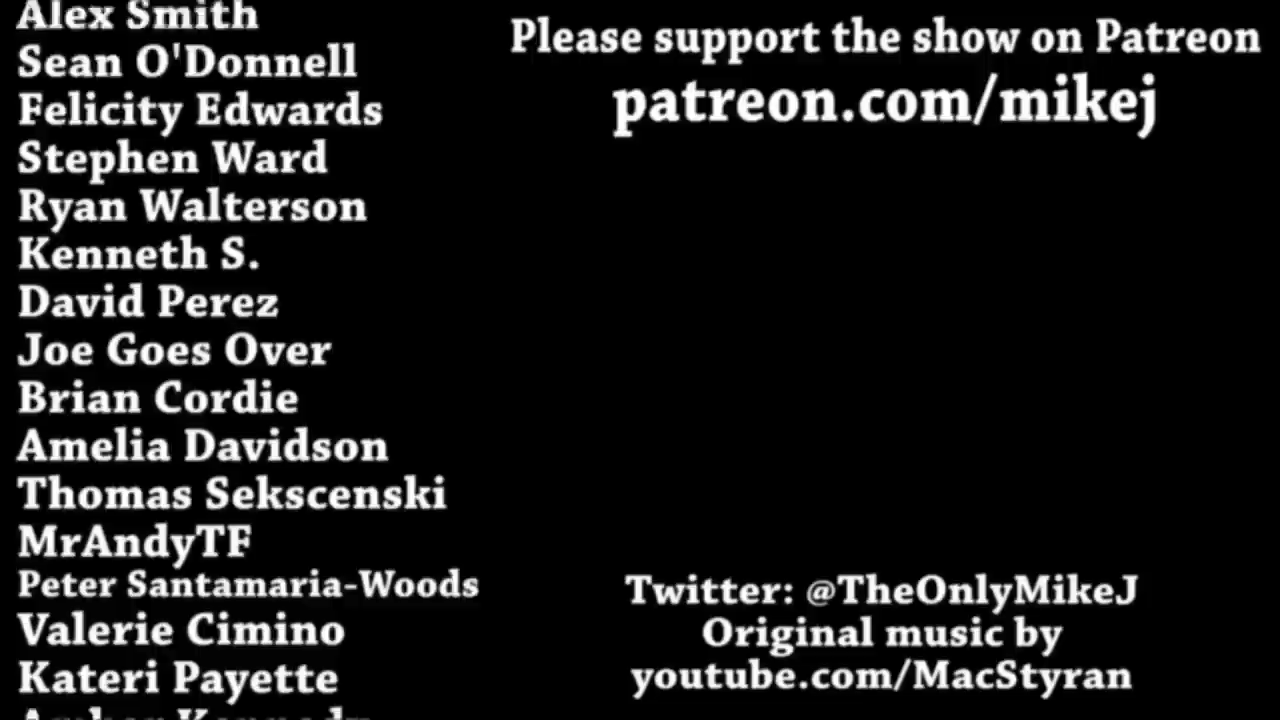 Alex Smith
Sean O'Donnell
Felicity Edwards
Stephen Ward
Ryan Walterson
Kenneth S.
David Perez
Joe Goes Over
Brian Cordie
Amelia Davidson
Thomas Sekscenski
MrAndyTF
Peter Santamaria-Woods
Valerie Cimino
Kateri Payette
Please support the show on Patreon
patreon.com/mikej
Twitter: @TheOnlyMikeJ
Original music by
youtube.com/MacStyran